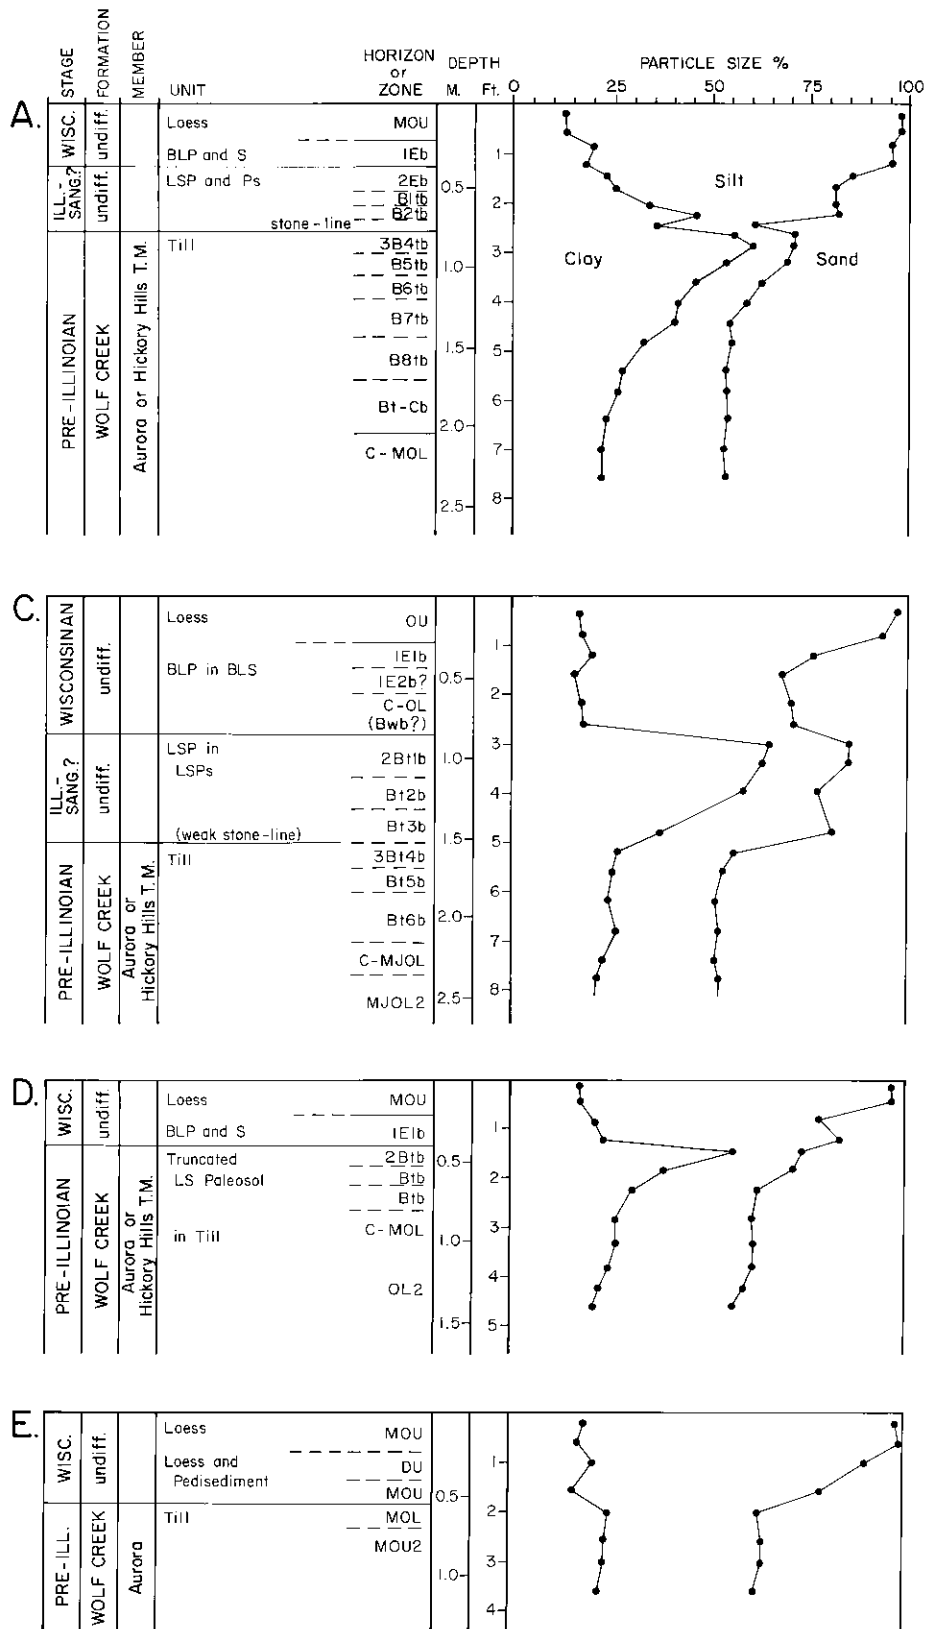 STAGE
FORMATION
MEMBER
UNIT
HORIZON
or
ZONE
DEPTH
M. Ft.
PARTICLE SIZE %
0 25 50 75 100
A.
WISC.
undiff.
ILL.-
SANG.?
undiff.
PRE-ILLINOIAN
WOLF CREEK
Aurora or Hickory Hills T.M.
Loess
BLP and S
LSP and Ps
stone-line
Till
MOU
IEb
2Eb
B1tb
B2tb
3B4tb
B5tb
B6tb
B7tb
B8tb
Bt-Cb
C-MOL
0.5
1.0
1.5
2.0
2.5
1
2
3
4
5
6
7
8
Silt
Clay
Sand
C.
WISCONSINAN
undiff.
ILL.-
SANG.?
undiff.
PRE-ILLINOIAN
WOLF CREEK
Aurora or
Hickory Hills T.M.
Loess
BLP in BLS
LSP in
LSPs
(weak stone-line)
Till
OU
IEIb
IE2b?
C-OL
(Bwb?)
2Bt1b
Bt2b
Bt3b
3Bt4b
Bt5b
Bt6b
C-MJOL
MJOL2
0.5
1.0
1.5
2.0
2.5
1
2
3
4
5
6
7
8
D.
WISC.
undiff.
PRE-ILLINOIAN
WOLF CREEK
Aurora or
Hickory Hills T.M.
Loess
BLP and S
Truncated
LS Paleosol
in Till
MOU
IEIb
2Btb
Btb
Btb
C-MOL
OL2
0.5
1.0
1.5
1
2
3
4
5
E.
WISC.
undiff.
PRE-ILL.
WOLF CREEK
Aurora
Loess
Loess and
Pedisediment
Till
MOU
DU
MOU
MOL
MOU2
0.5
1.0
1
2
3
4